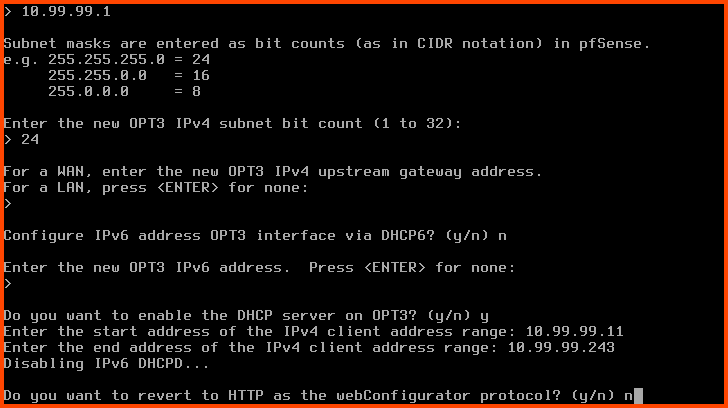 > 10.99.99.1
Subnet masks are entered as bit counts (as in CIDR notation) in pfSense.
e.g. 255.255.255.0 = 24
     255.255.0.0   = 16
     255.0.0.0     = 8
Enter the new OPT3 IPv4 subnet bit count (1 to 32):
> 24
For a WAN, enter the new OPT3 IPv4 upstream gateway address.
For a LAN, press <ENTER> for none:
>
Configure IPv6 address OPT3 interface via DHCP6? (y/n) n
Enter the new OPT3 IPv6 address.  Press <ENTER> for none:
>
Do you want to enable the DHCP server on OPT3? (y/n) y
Enter the start address of the IPv4 client address range: 10.99.99.11
Enter the end address of the IPv4 client address range: 10.99.99.243
Disabling IPv6 DHCPD...
Do you want to revert to HTTP as the webConfigurator protocol? (y/n) n